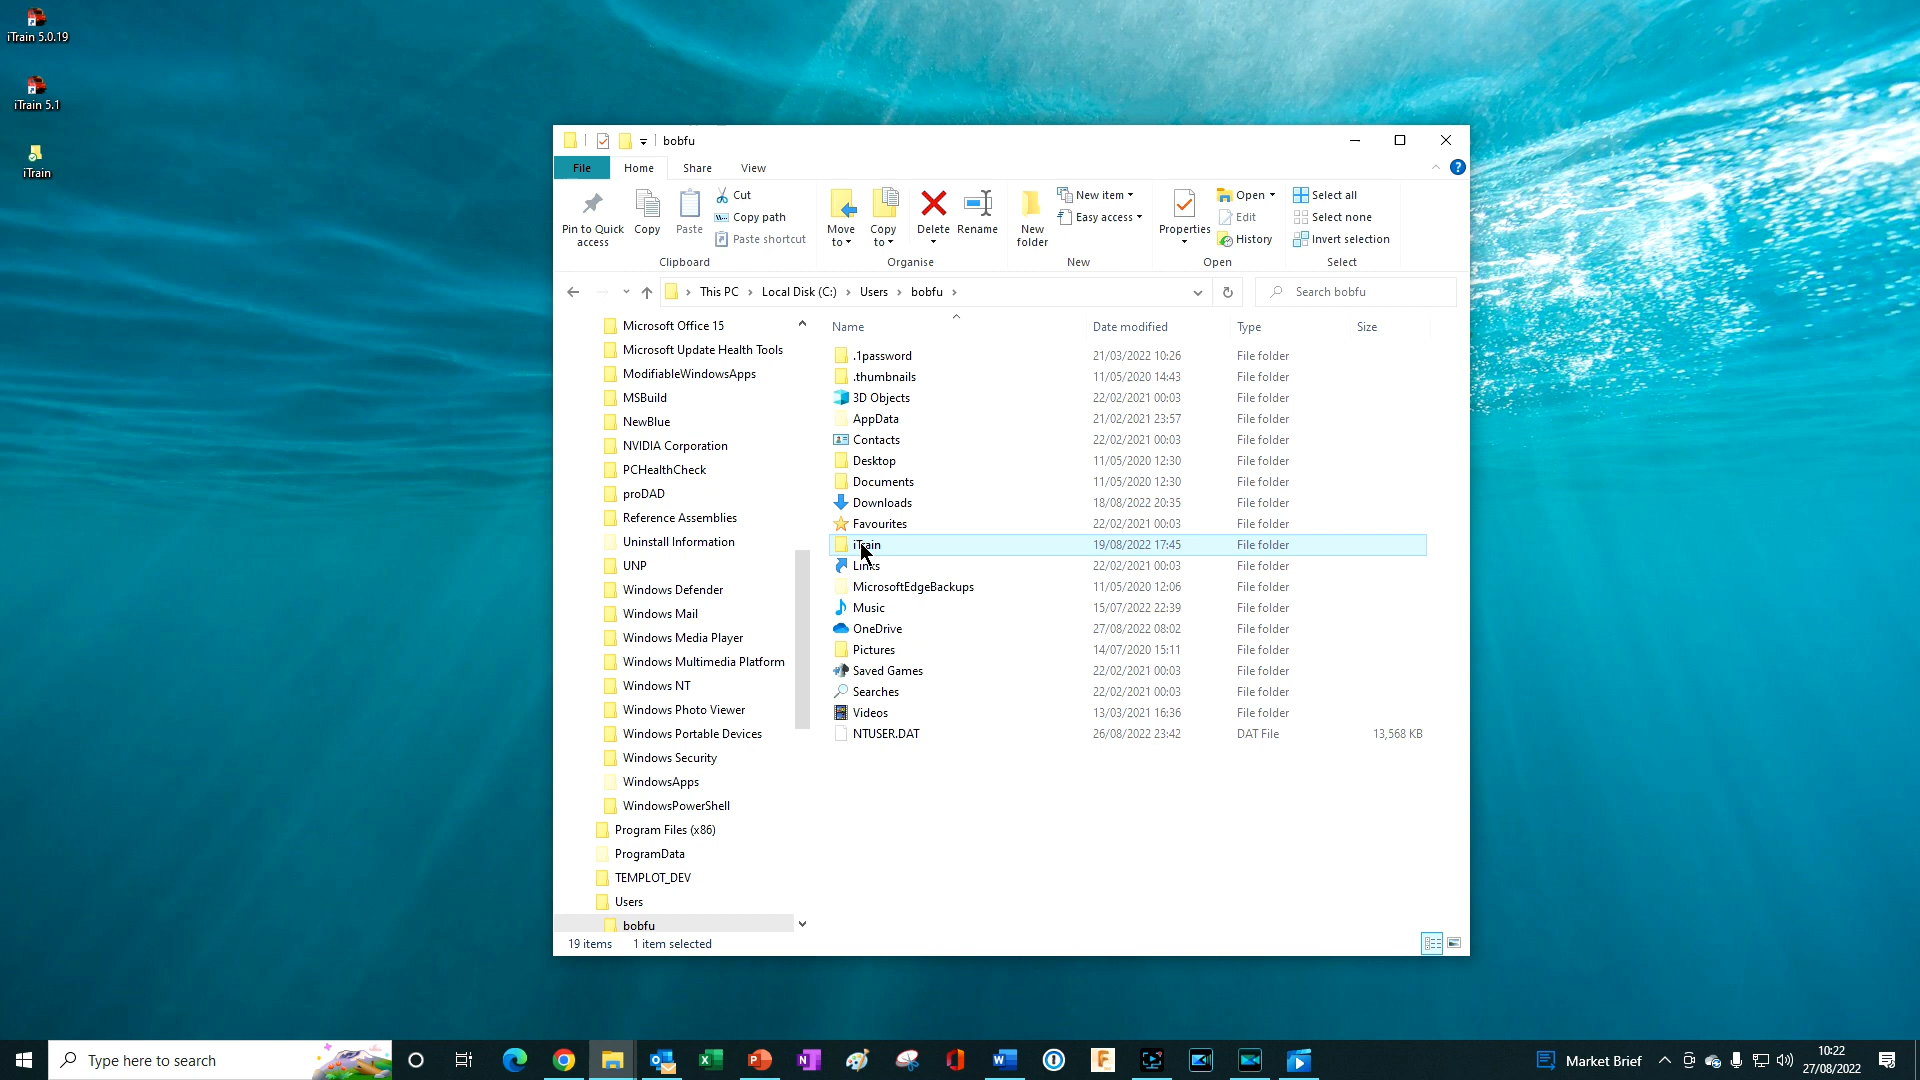 iTrain 5.0.19
iTrain 5.1
iTrain
bobfu
File Home Share View
Pin to Quick access
Copy
Paste
Cut
Copy path
Paste shortcut
Clipboard
Move to
Copy to
Delete
Rename
Organise
New folder
New item
Easy access
New
Properties
Open
Edit
History
Open
Select all
Select none
Invert selection
Select
This PC Local Disk (C:) Users bobfu
Search bobfu
Microsoft Office 15
Microsoft Update Health Tools
ModifiableWindowsApps
MSBuild
NewBlue
NVIDIA Corporation
PCHealthCheck
proDAD
Reference Assemblies
Uninstall Information
UNP
Windows Defender
Windows Mail
Windows Media Player
Windows Multimedia Platform
Windows NT
Windows Photo Viewer
Windows Portable Devices
Windows Security
WindowsApps
WindowsPowerShell
Program Files (x86)
ProgramData
TEMPLOT_DEV
Users
bobfu
Name Date modified Type Size
.1password 21/03/2022 10:26 File folder
.thumbnails 11/05/2020 14:43 File folder
3D Objects 22/02/2021 00:03 File folder
AppData 21/02/2021 23:57 File folder
Contacts 22/02/2021 00:03 File folder
Desktop 11/05/2020 12:30 File folder
Documents 11/05/2020 12:30 File folder
Downloads 18/08/2022 20:35 File folder
Favourites 22/02/2021 00:03 File folder
iTrain 19/08/2022 17:45 File folder
Links 22/02/2021 00:03 File folder
MicrosoftEdgeBackups 11/05/2020 12:06 File folder
Music 15/07/2022 22:39 File folder
OneDrive 27/08/2022 08:02 File folder
Pictures 14/07/2020 15:11 File folder
Saved Games 22/02/2021 00:03 File folder
Searches 22/02/2021 00:03 File folder
Videos 13/03/2021 16:36 File folder
NTUSER.DAT 26/08/2022 23:42 DAT File 13,568 KB
19 items 1 item selected
Type here to search
Market Brief
10:22
27/08/2022